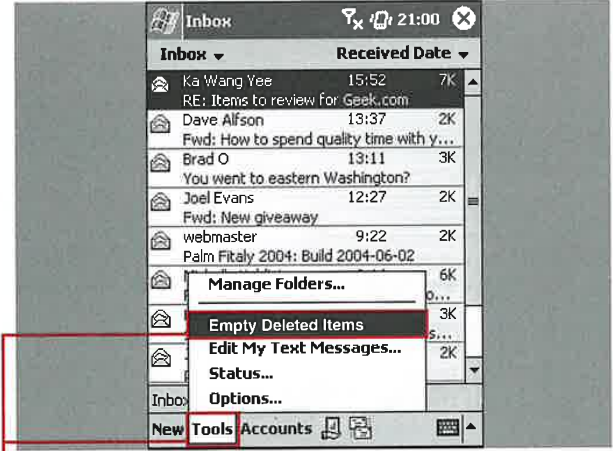 Inbox 21:00
Inbox Received Date
Ka Wang Yee 15:52 7K
RE: Items to review for Geek.com
Dave Alfson 13:37 2K
Fwd: How to spend quality time with y...
Brad O 13:11 3K
You went to eastern Washington?
Joel Evans 12:27 2K
Fwd: New giveaway
webmaster 9:22 2K
Palm Fitaly 2004: Build 2004-06-02
6K
Manage Folders...
3K
Empty Deleted Items
Edit My Text Messages... 2K
Status...
Options...
New Tools Accounts